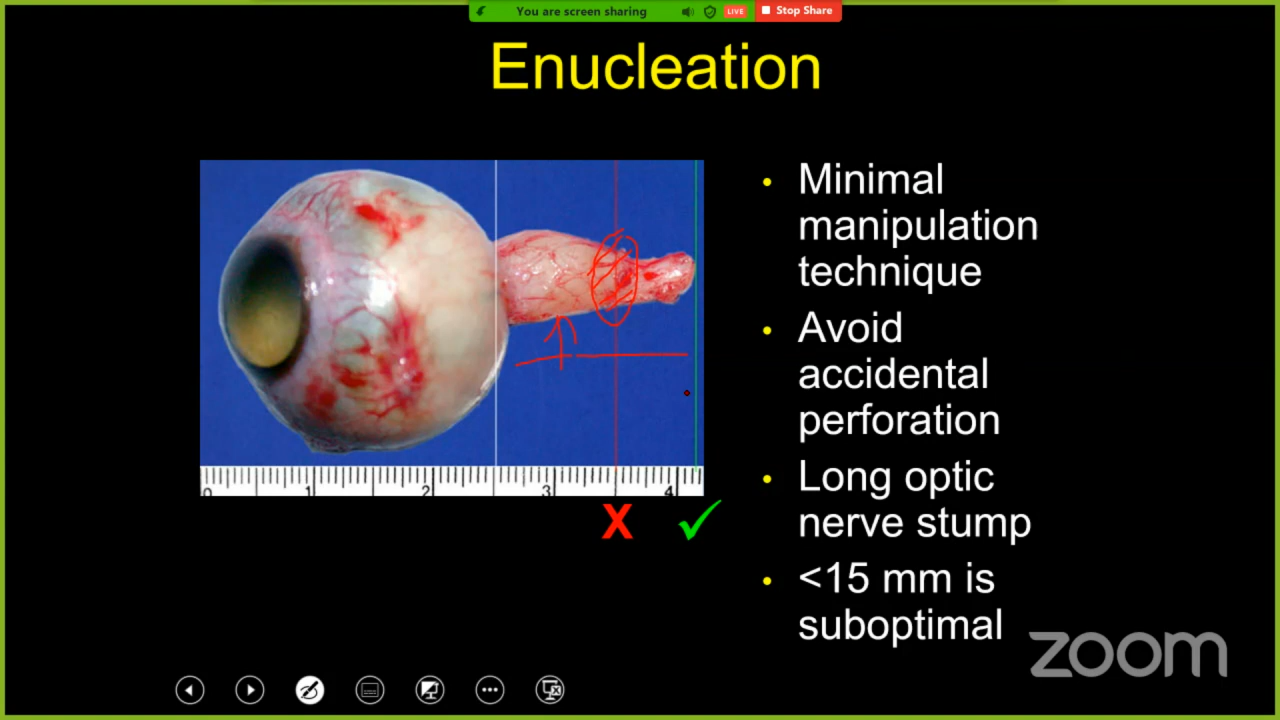 You are screen sharing
LIVE
Stop Share
Enucleation
0 1 2 3 4
X ✓
• Minimal
manipulation
technique
• Avoid
accidental
perforation
• Long optic
nerve stump
• <15 mm is
suboptimal
zoom